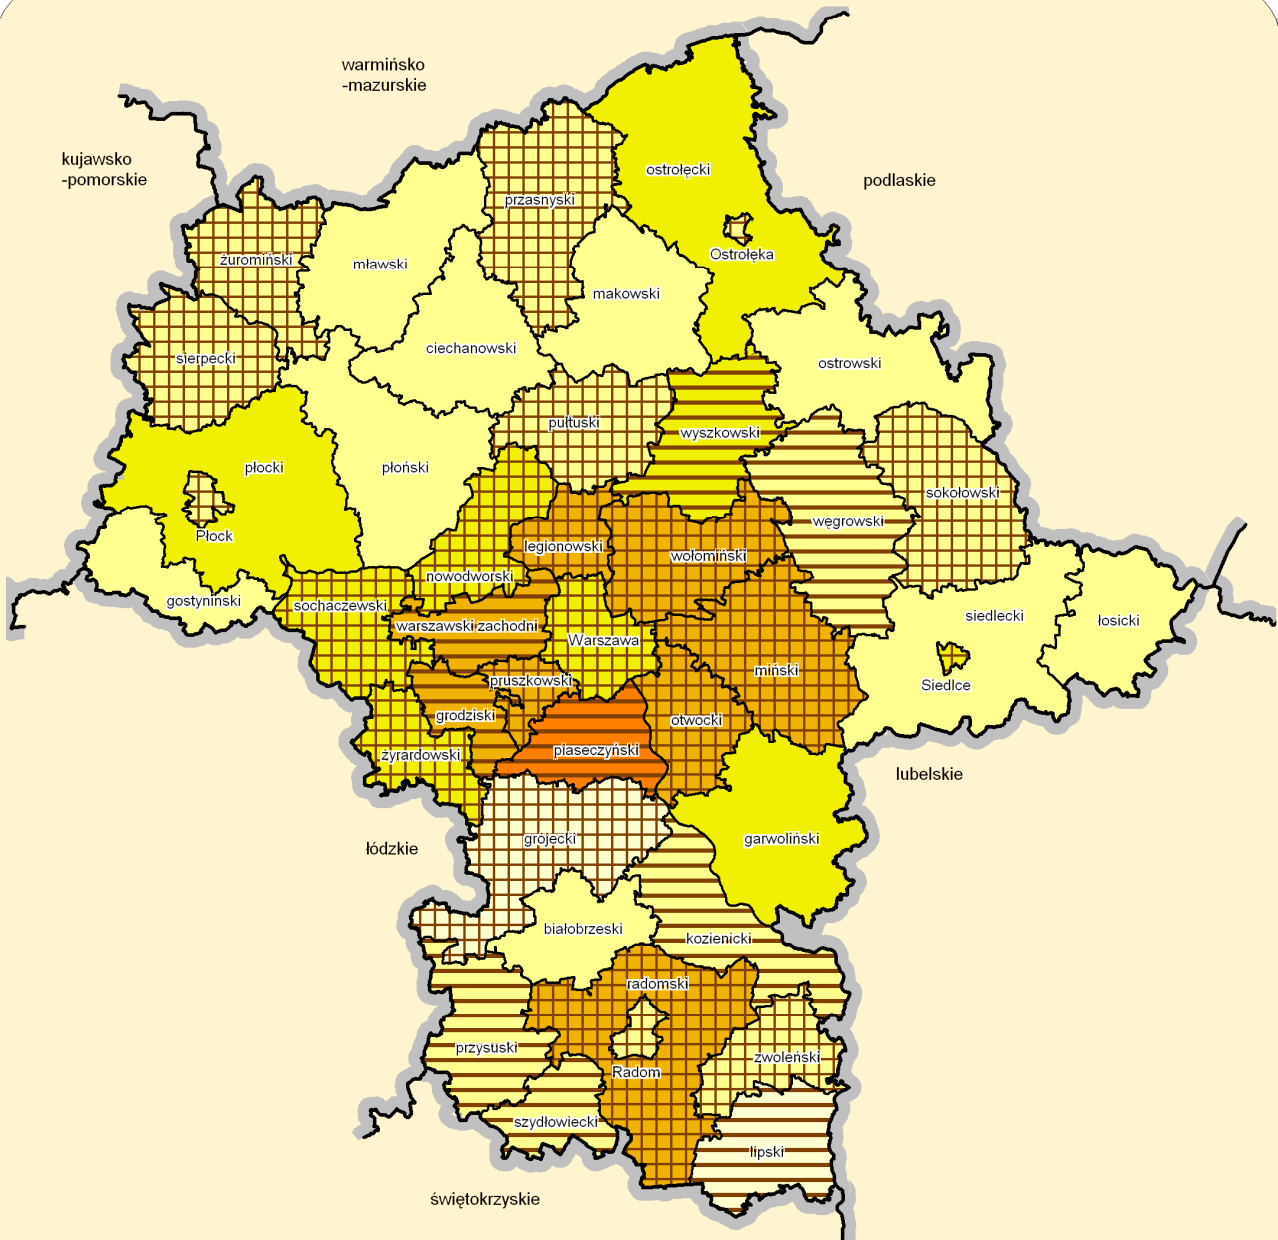 warmińsko
-mazurskie
kujawsko
-pomorskie
podlaskie
ostrołęcki
przasnyski
Ostrołęka
żuromiński
mławski
makowski
ciechanowski
sierpecki
ostrowski
pułtuski
wyszkowski
płocki
płoński
sokołowski
węgrowski
Płock
legionowski
wołomiński
nowodworski
gostyniński
sochaczewski
siedlecki
łosicki
warszawski zachodni
Warszawa
miński
pruszkowski
Siedlce
grodziski
otwocki
piaseczyński
żyrardowski
lubelskie
grójecki
garwoliński
łódzkie
białobrzeski
kozienicki
radomski
przysuski
zwoleński
Radom
szydłowiecki
lipski
świętokrzyskie